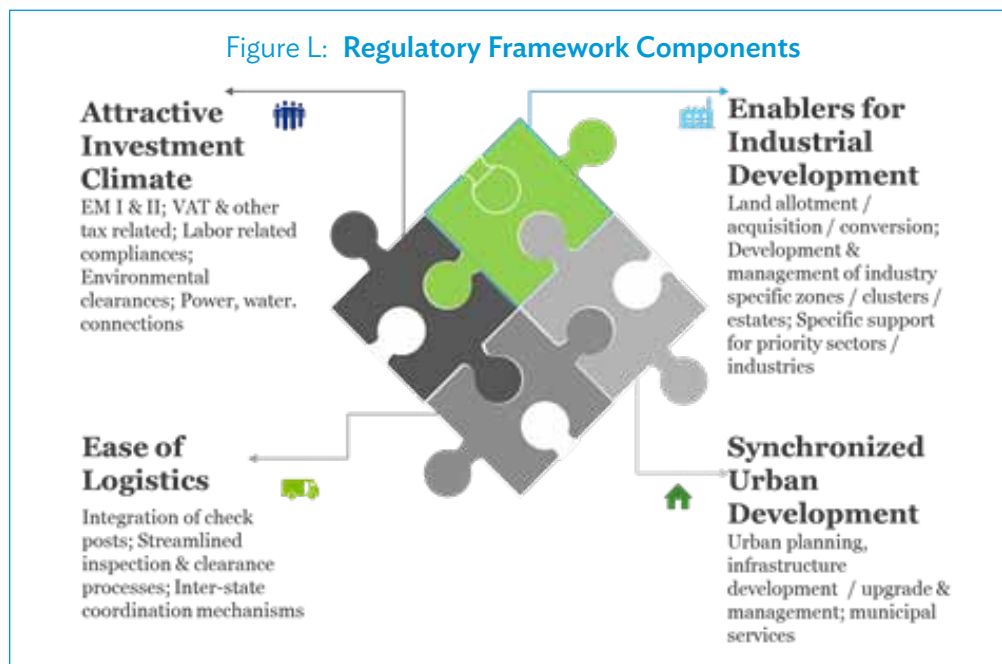 Figure L: Regulatory Framework Components
Attractive
Investment
Climate
EM I & II; VAT & other
tax related; Labor related
compliances;
Environmental
clearances; Power, water.
connections
Enablers for
Industrial
Development
Land allotment /
acquisition / conversion;
Development &
management of industry
specific zones / clusters /
estates; Specific support
for priority sectors /
industries
Ease of
Logistics
Integration of check
posts; Streamlined
inspection & clearance
processes; Inter-state
coordination mechanisms
Synchronized
Urban
Development
Urban planning,
infrastructure
development / upgrade &
management; municipal
services